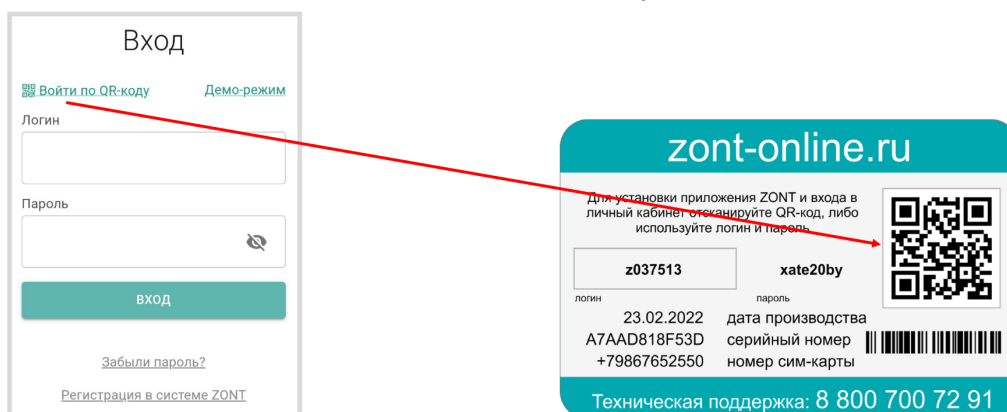 Вход
Войти по QR-коду
Демо-режим
Логин
Пароль
ВХОД
Забыли пароль?
Регистрация в системе ZONT
zont-online.ru
Для установки приложения ZONT и входа в
личный кабинет отсканируйте QR-код, либо
используйте логин и пароль
z037513
xate20by
логин
пароль
23.02.2022 дата производства
A7AAD818F53D серийный номер
+79867652550 номер сим-карты
Техническая поддержка: 8 800 700 72 91